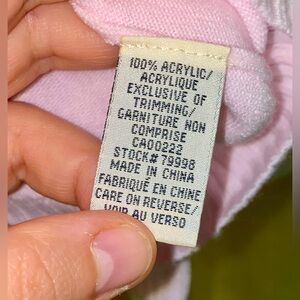 100% ACRYLIC/
ACRYLIQUE
EXCLUSIVE OF
TRIMMING/
GARNITURE NON
COMPRISE
CA00222
STOCK# 79998
MADE IN CHINA
FABRIQUÉ EN CHINE
CARE ON REVERSE/
VOIR AU VERSO